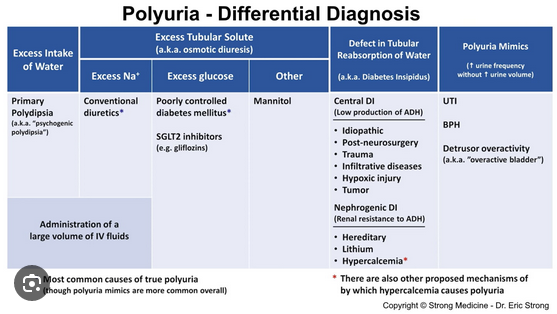 Polyuria - Differential Diagnosis
Excess Intake
of Water
Excess Tubular Solute
(a.k.a. osmotic diuresis)
Excess Na⁺
Excess glucose
Other
Defect in Tubular
Reabsorption of Water
(a.k.a. Diabetes Insipidus)
Polyuria Mimics
(↑ urine frequency
without ↑ urine volume)
Primary
Polydipsia
(a.k.a. “psychogenic
polydipsia”)
Conventional
diuretics*
Poorly controlled
diabetes mellitus*
SGLT2 inhibitors
(e.g. gliflozins)
Mannitol
Central DI
(Low production of ADH)
• Idiopathic
• Post-neurosurgery
• Trauma
• Infiltrative diseases
• Hypoxic injury
• Tumor
Nephrogenic DI
(Renal resistance to ADH)
• Hereditary
• Lithium
• Hypercalcemia*
UTI
BPH
Detrusor overactivity
(a.k.a. “overactive bladder”)
Administration of a
large volume of IV fluids
Most common causes of true polyuria
(though polyuria mimics are more common overall)
* There are also other proposed mechanisms of
by which hypercalcemia causes polyuria
Copyright © Strong Medicine - Dr. Eric Strong